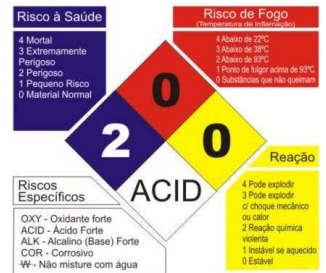 Risco à Saúde
4 Mortal
3 Extremamente
Perigoso
2 Perigoso
1 Pequeno Risco
0 Material Normal
Risco de Fogo
(Temperatura de Inflamação)
4 Abaixo de 22ºC
3 Abaixo de 38ºC
2 Abaixo de 93ºC
1 Ponto de fulgor acima de 93ºC
0 Substâncias que não queimam
0
2
0
ACID
Reação
4 Pode explodir
3 Pode explodir
c/ choque mecânico
ou calor
2 Reação química
violenta
1 Instável se aquecido
0 Estável
Riscos
Específicos
OXY - Oxidante forte
ACID - Ácido Forte
ALK - Alcalino (Base) Forte
COR - Corrosivo
W - Não misture com água